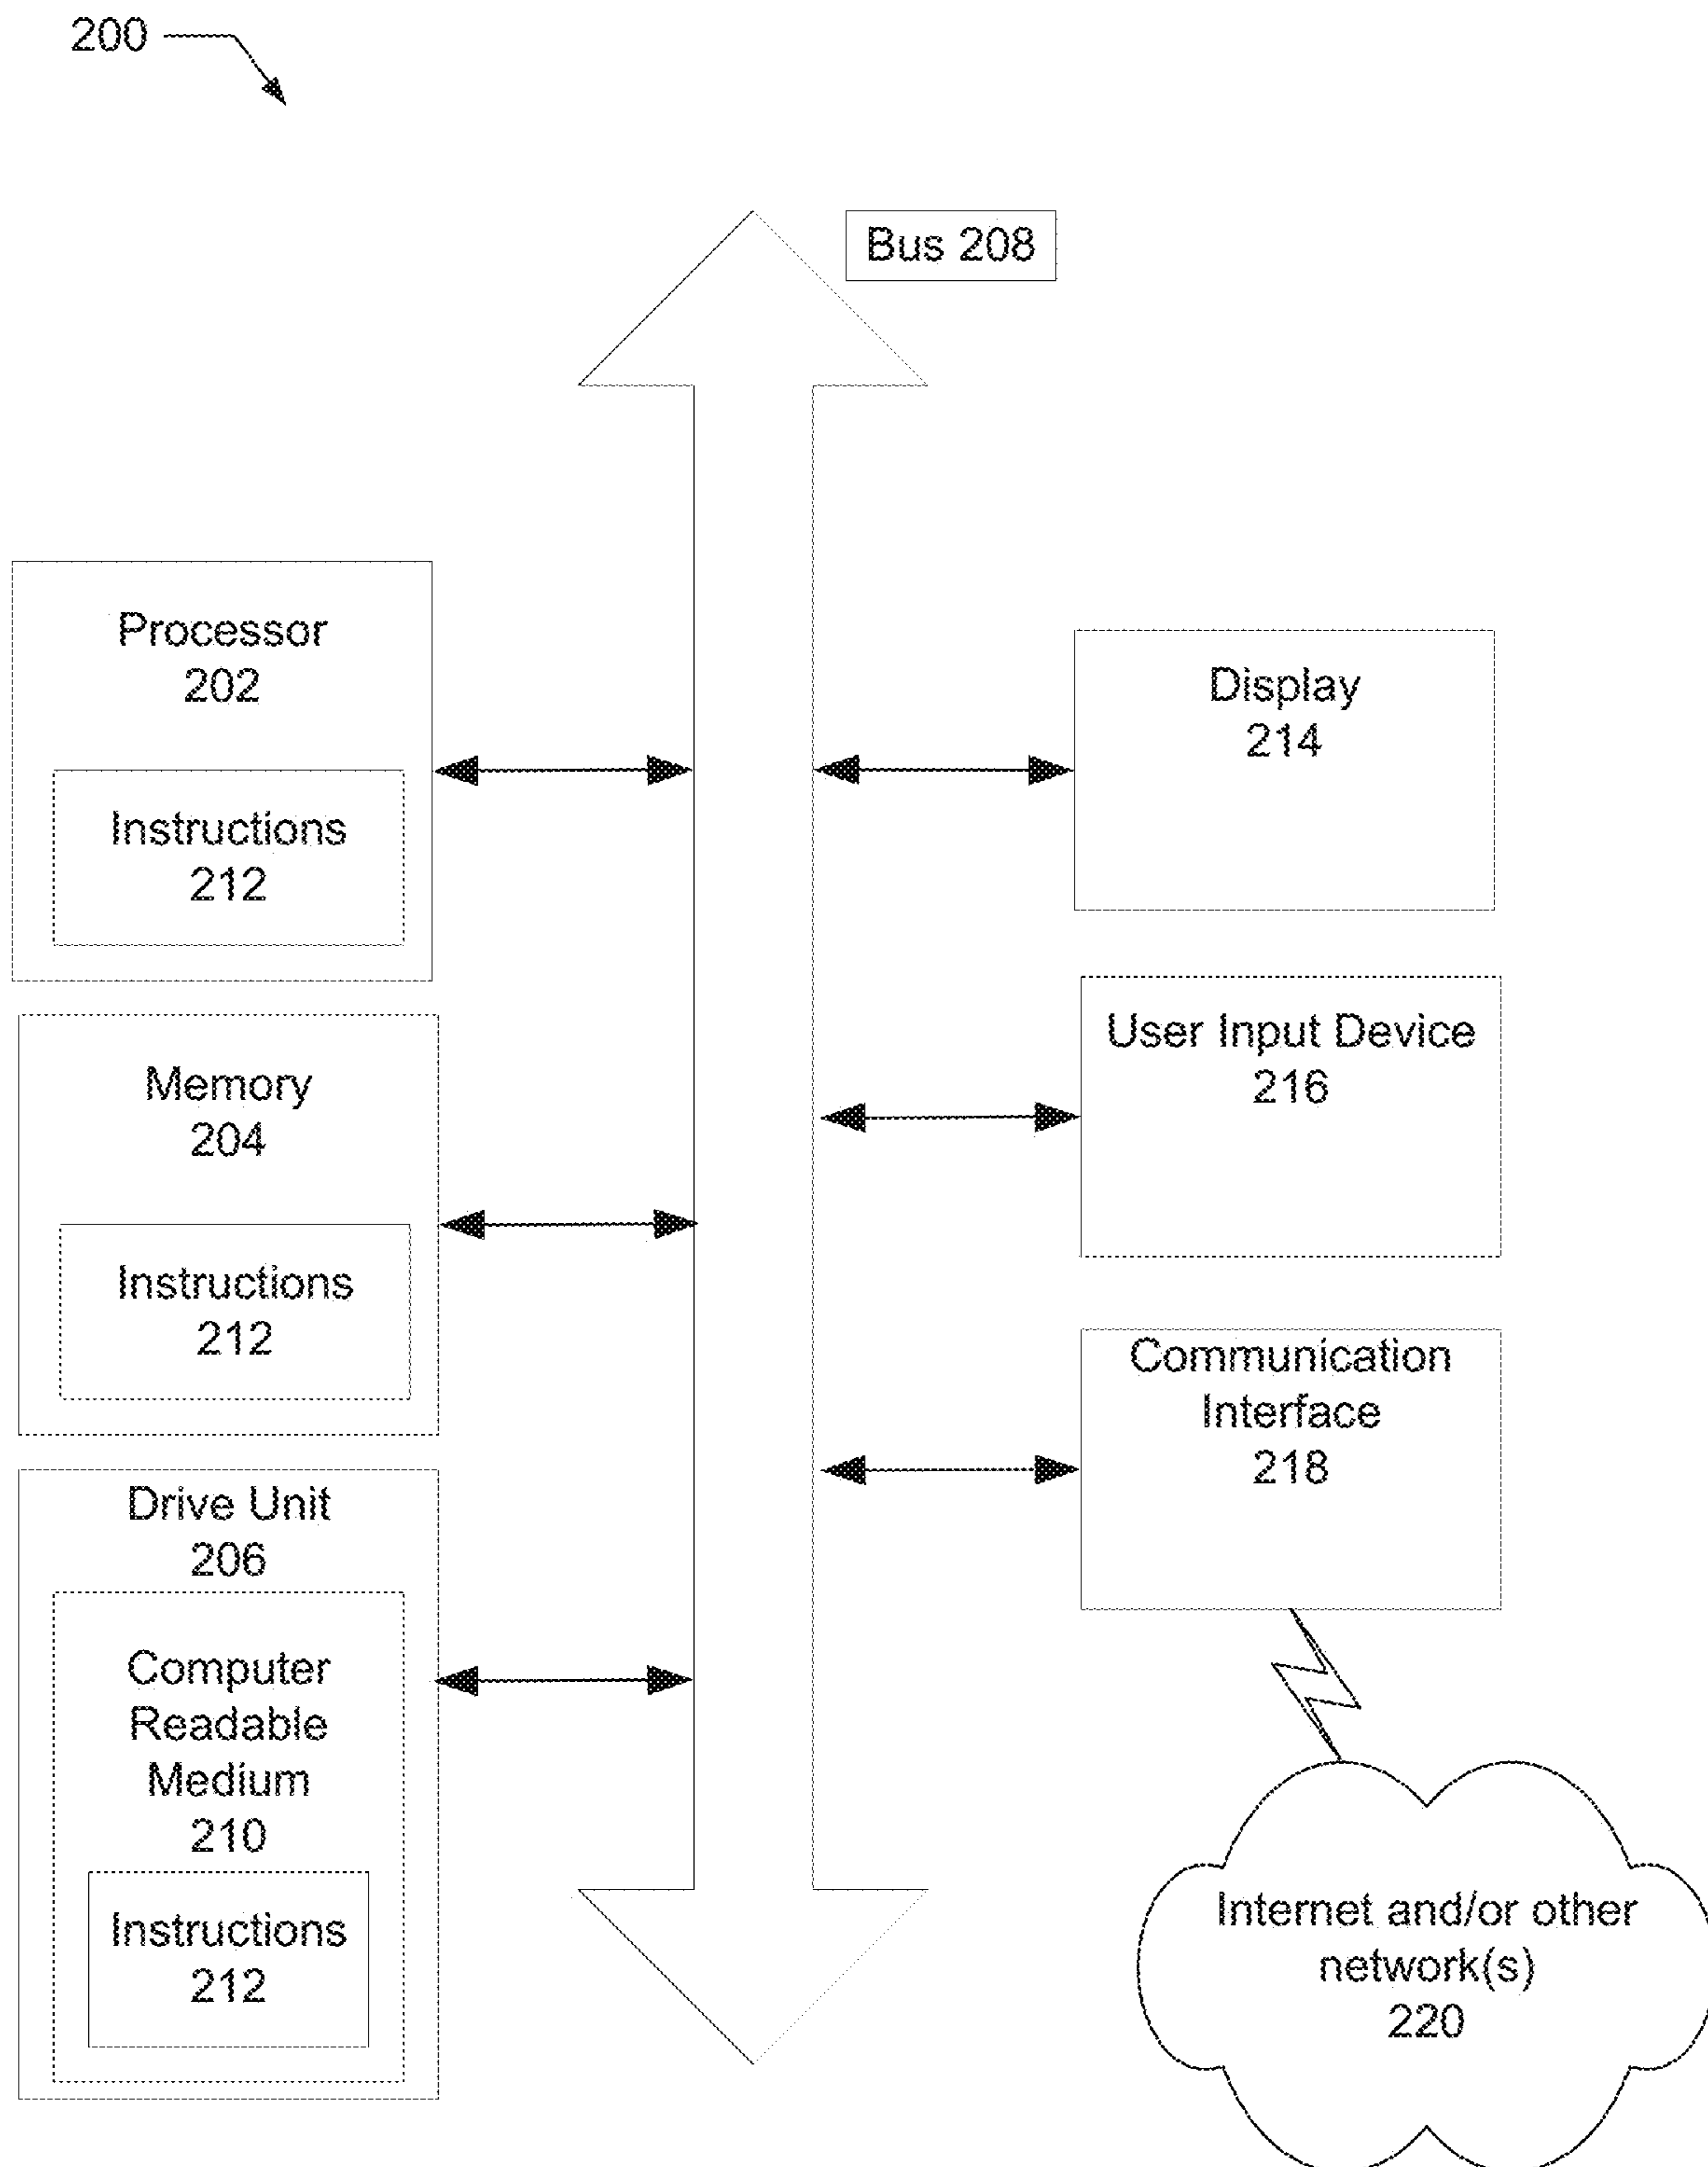 200
Bus 208
Processor
202
Instructions
212
Memory
204
Instructions
212
Drive Unit
206
Computer
Readable
Medium
210
Instructions
212
Display
214
User Input Device
216
Communication
Interface
218
Internet and/or other
network(s)
220